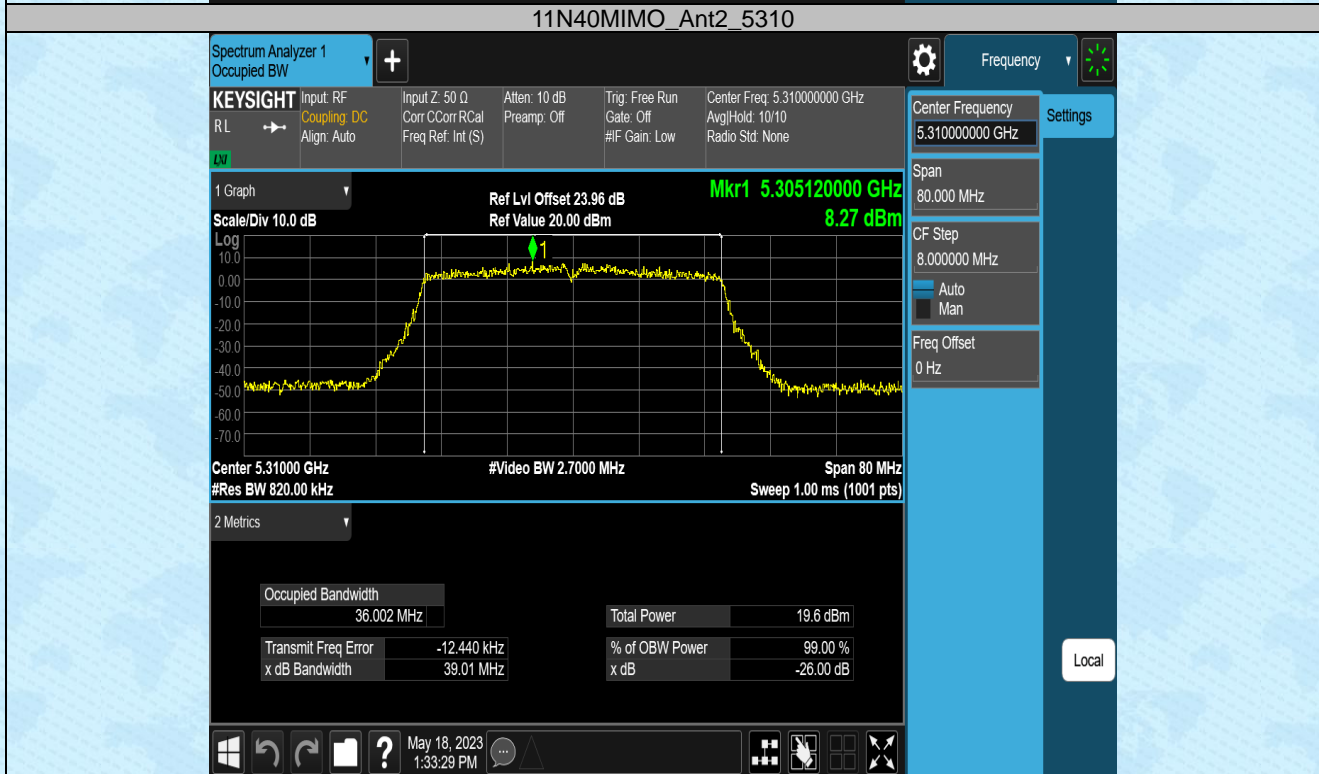 11N40MIMO_Ant2_5310
Spectrum Analyzer 1
Occupied BW
Frequency
KEYSIGHT
R L
LXI
Input: RF
Coupling: DC
Align: Auto
Input Z: 50 Ω
Corr CCorr RCal
Freq Ref: Int (S)
Atten: 10 dB
Preamp: Off
Trig: Free Run
Gate: Off
#IF Gain: Low
Center Freq: 5.310000000 GHz
Avg|Hold: 10/10
Radio Std: None
Center Frequency
5.310000000 GHz
Settings
Span
80.000 MHz
CF Step
8.000000 MHz
Auto
Man
Freq Offset
0 Hz
Local
1 Graph
Scale/Div 10.0 dB
Ref Lvl Offset 23.96 dB
Ref Value 20.00 dBm
Mkr1 5.305120000 GHz
8.27 dBm
Log
10.0
0.00
-10.0
-20.0
-30.0
-40.0
-50.0
-60.0
-70.0
1
Center 5.31000 GHz
#Res BW 820.00 kHz
#Video BW 2.7000 MHz
Span 80 MHz
Sweep 1.00 ms (1001 pts)
2 Metrics
Occupied Bandwidth
36.002 MHz
Transmit Freq Error -12.440 kHz
x dB Bandwidth 39.01 MHz
Total Power 19.6 dBm
% of OBW Power 99.00 %
x dB -26.00 dB
?
May 18, 2023
1:33:29 PM